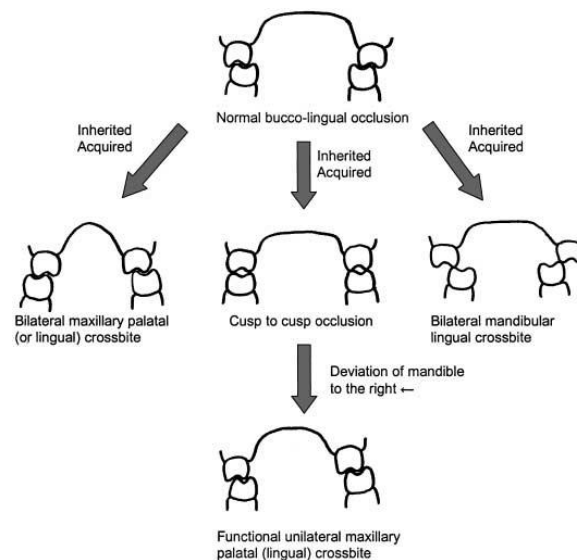 Normal bucco-lingual occlusion
Inherited
Acquired
Inherited
Acquired
Inherited
Acquired
Bilateral maxillary palatal
(or lingual) crossbite
Cusp to cusp occlusion
Bilateral mandibular
lingual crossbite
Deviation of mandible
to the right ←
Functional unilateral maxillary
palatal (lingual) crossbite